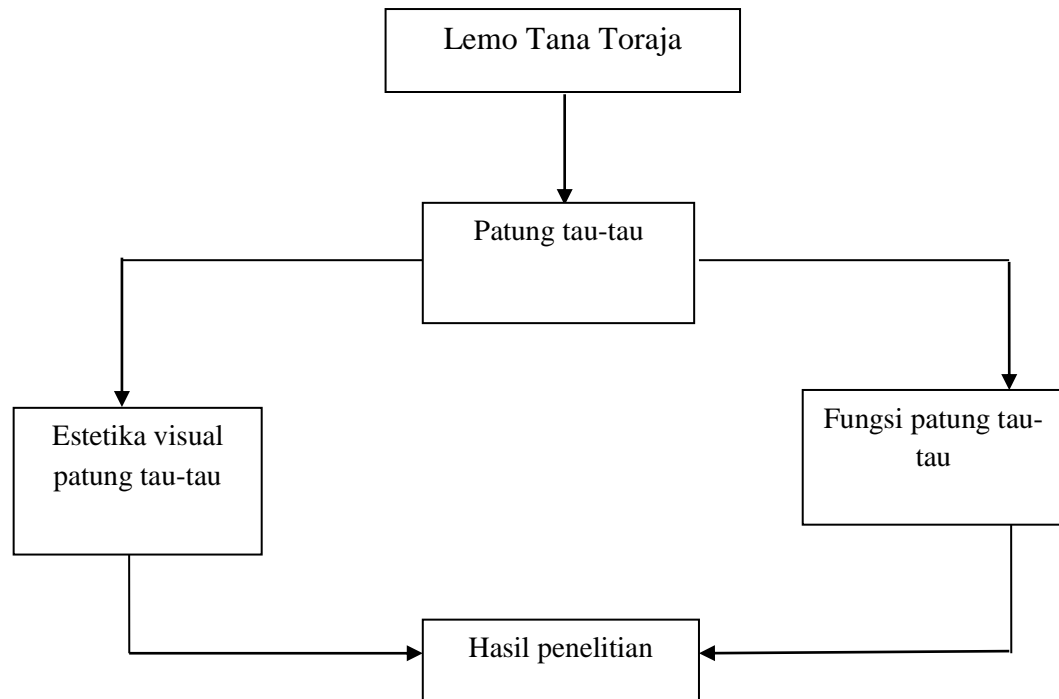 Lemo Tana Toraja
Patung tau-tau
Estetika visual
patung tau-tau
Fungsi patung tau-
tau
Hasil penelitian